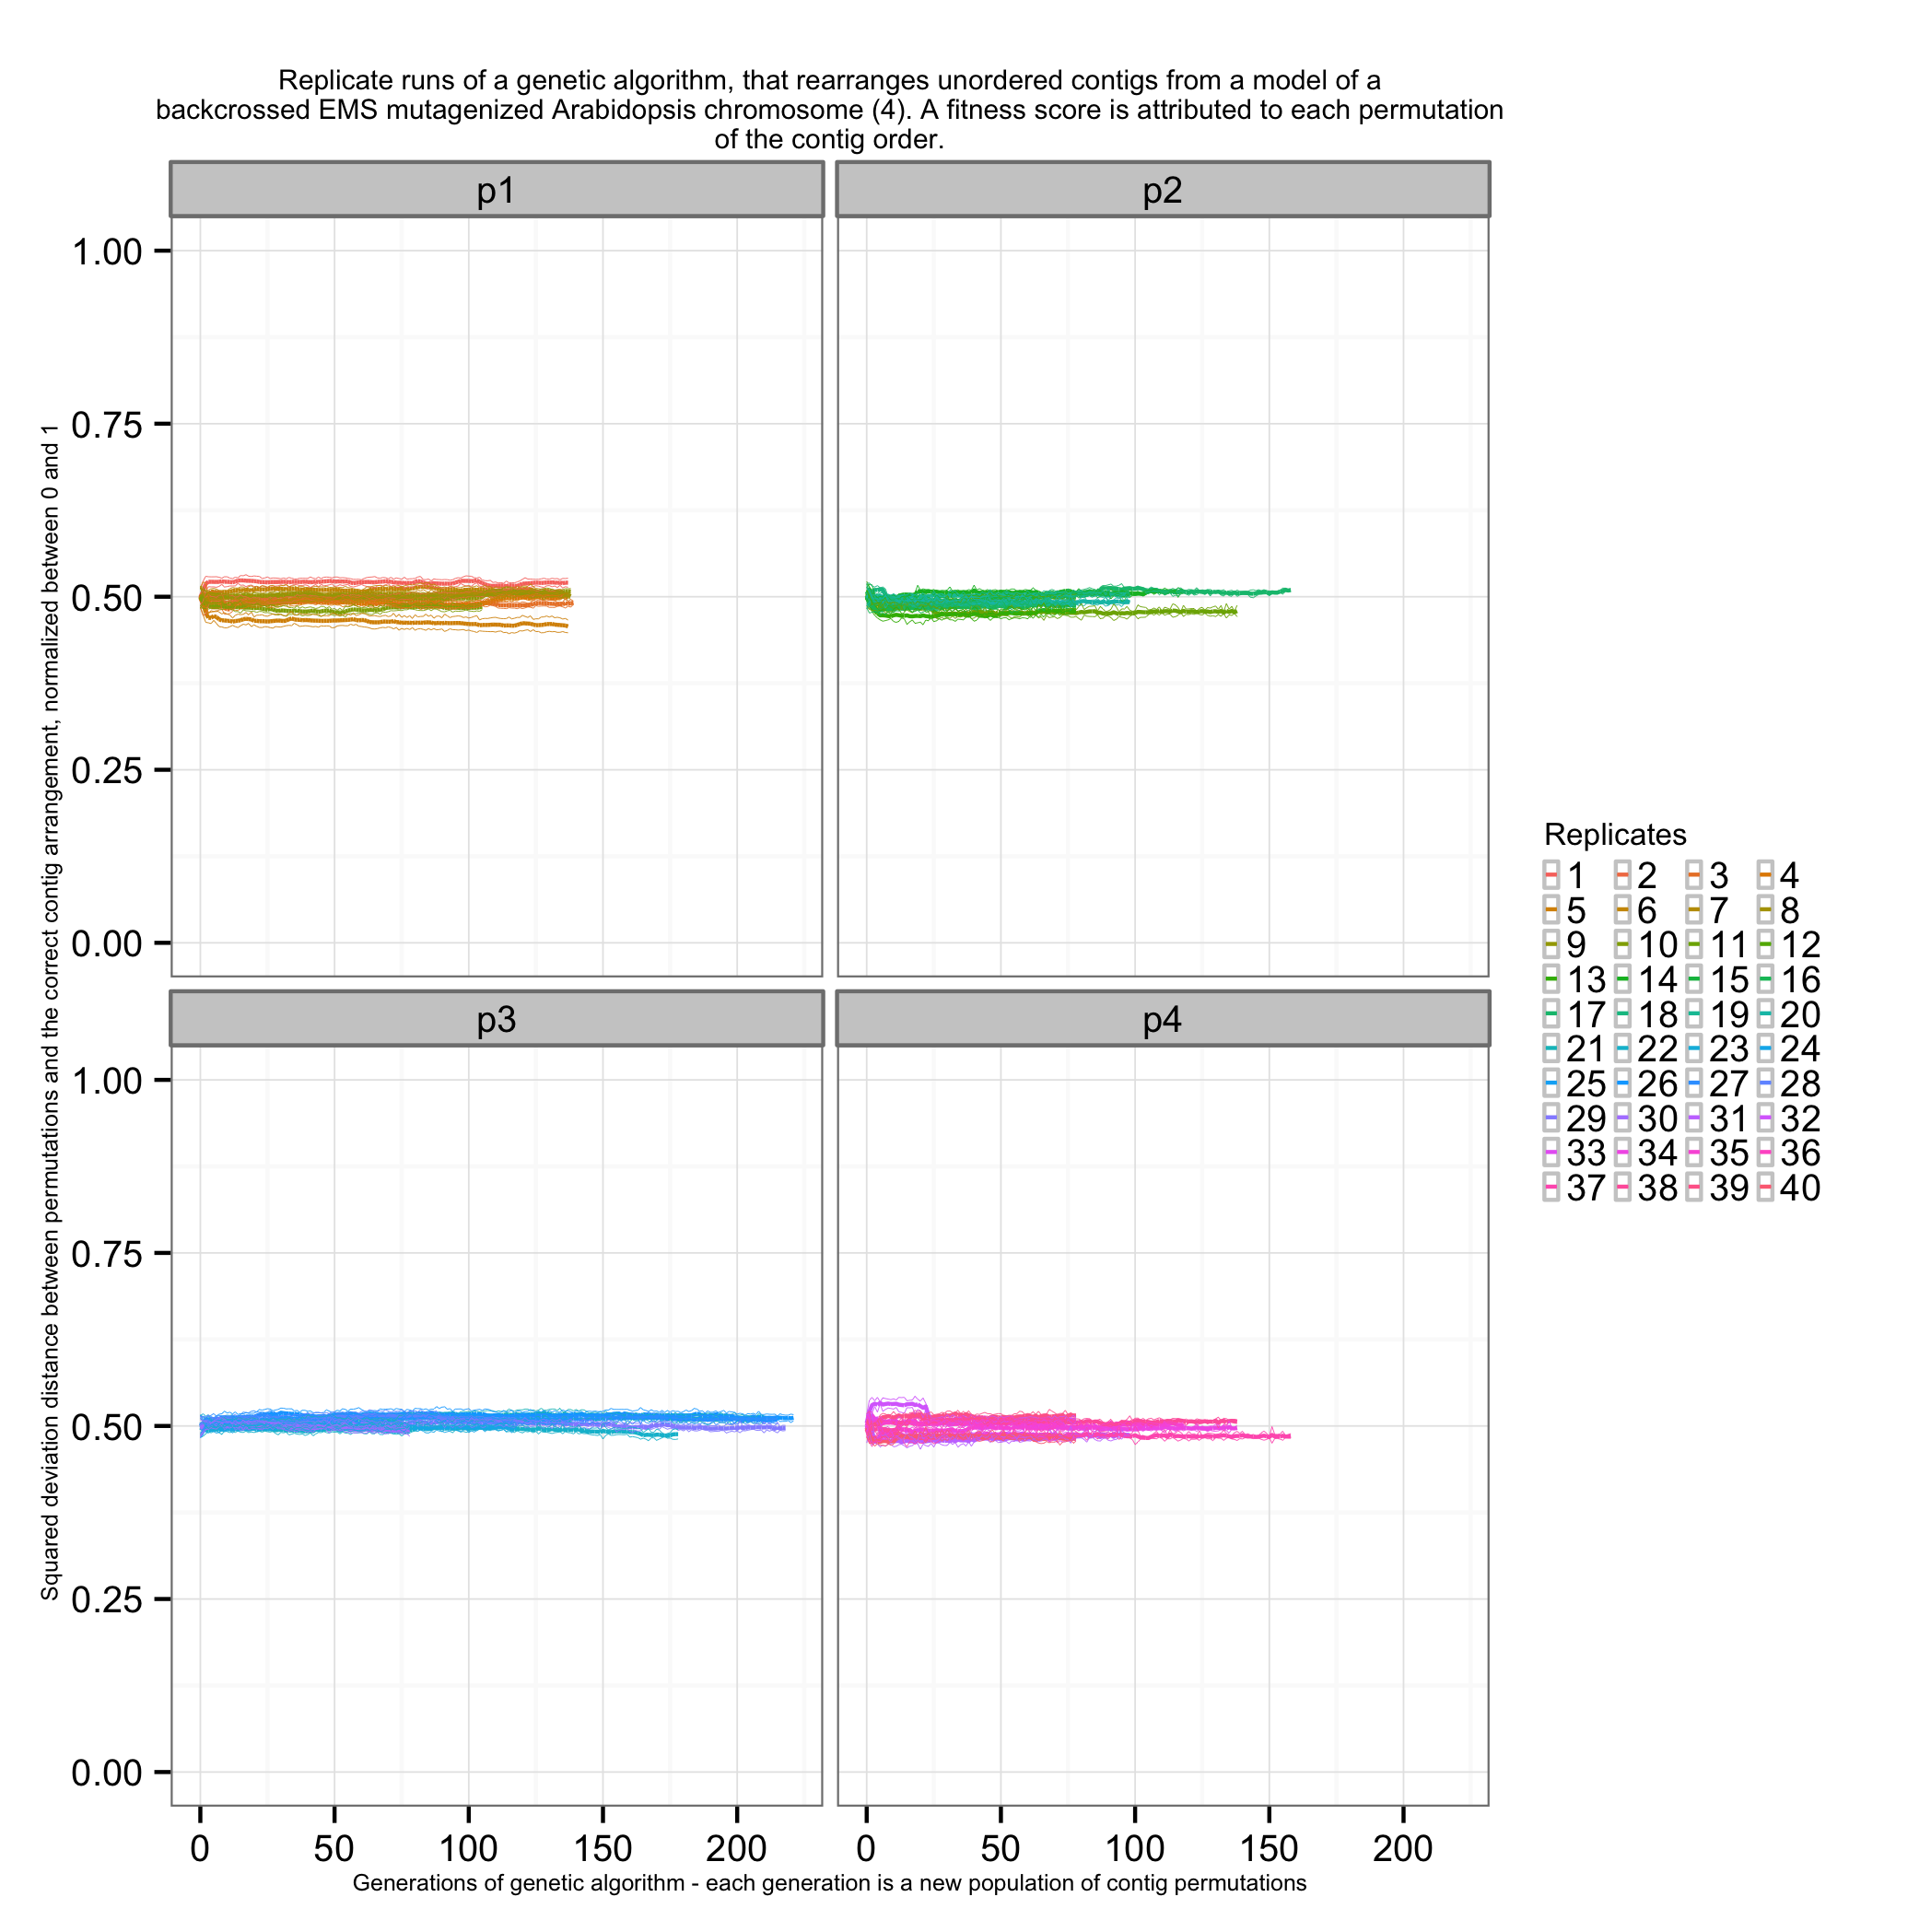 Replicate runs of a genetic algorithm, that rearranges unordered contigs from a model of a
backcrossed EMS mutagenized Arabidopsis chromosome (4). A fitness score is attributed to each permutation
of the contig order.
p1
p2
1.00
0.75
0.50
0.25
0.00
p3
p4
1.00
0.75
0.50
0.25
0.00
0 50 100 150 200
0 50 100 150 200
Generations of genetic algorithm - each generation is a new population of contig permutations
Squared deviation distance between permutations and the correct contig arrangement, normalized between 0 and 1
Replicates
1 2 3 4
5 6 7 8
9 10 11 12
13 14 15 16
17 18 19 20
21 22 23 24
25 26 27 28
29 30 31 32
33 34 35 36
37 38 39 40